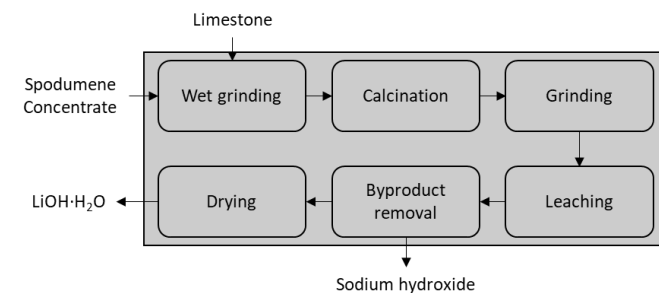 Limestone
Spodumene
Concentrate
Wet grinding
Calcination
Grinding
LiOH·H₂O
Drying
Byproduct
removal
Leaching
Sodium hydroxide